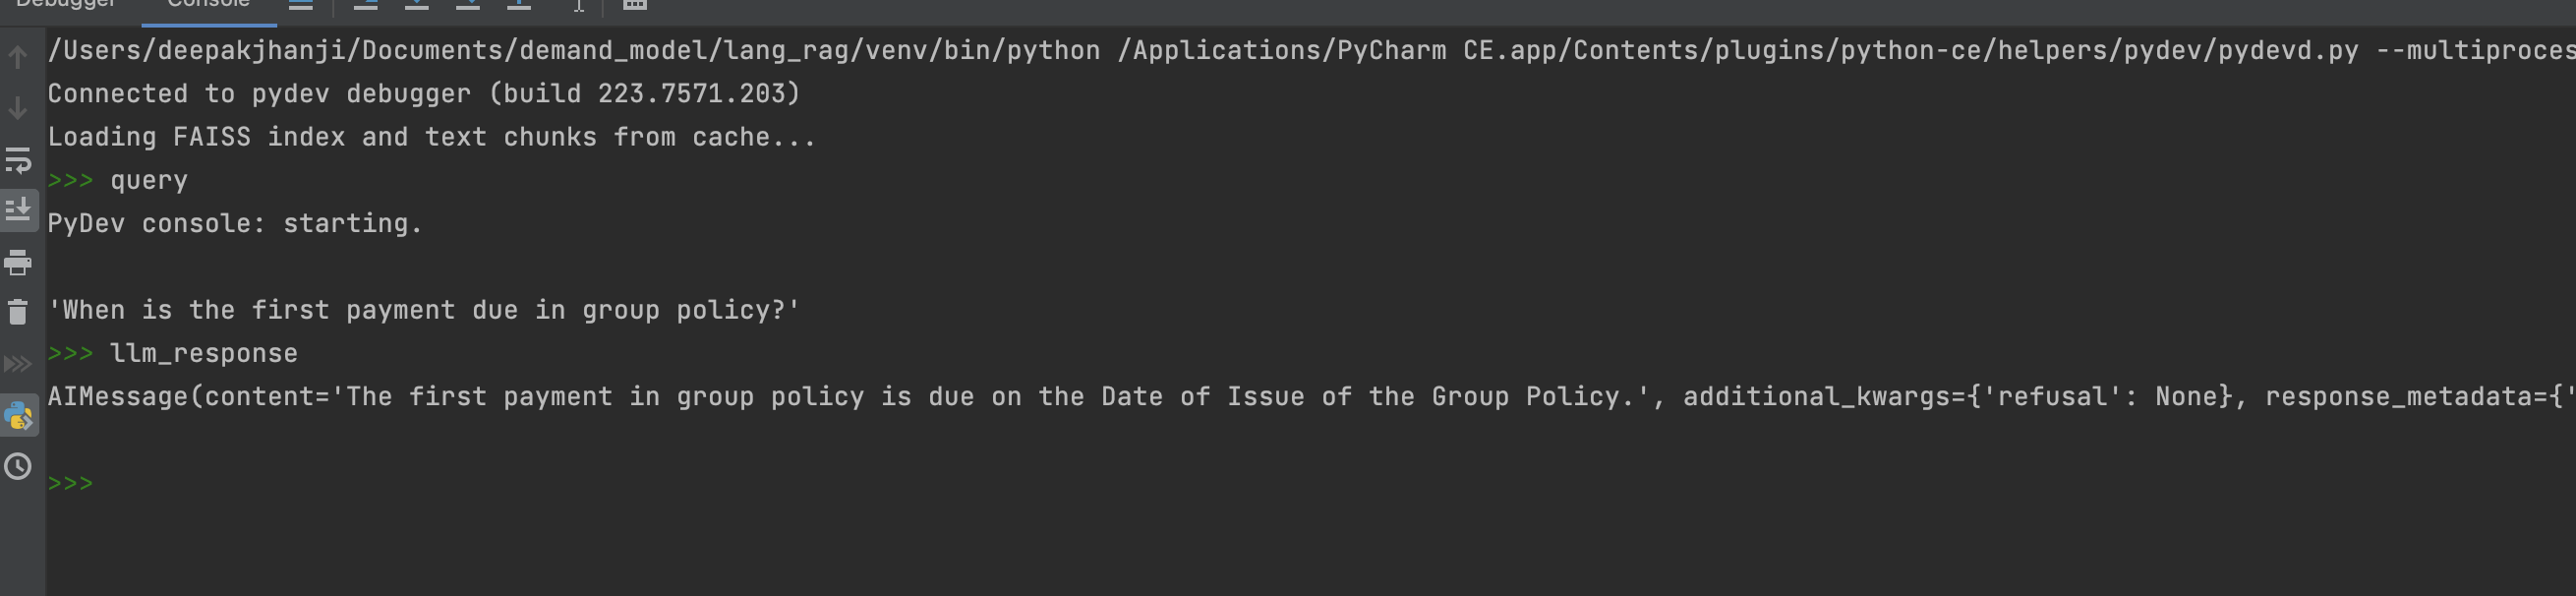 Debugger Console
/Users/deepakjhanji/Documents/demand_model/lang_rag/venv/bin/python /Applications/PyCharm CE.app/Contents/plugins/python-ce/helpers/pydev/pydevd.py --multiproces
Connected to pydev debugger (build 223.7571.203)
Loading FAISS index and text chunks from cache...
>>> query
PyDev console: starting.
'When is the first payment due in group policy?'
>>> llm_response
AIMessage(content='The first payment in group policy is due on the Date of Issue of the Group Policy.', additional_kwargs={'refusal': None}, response_metadata={'
>>>